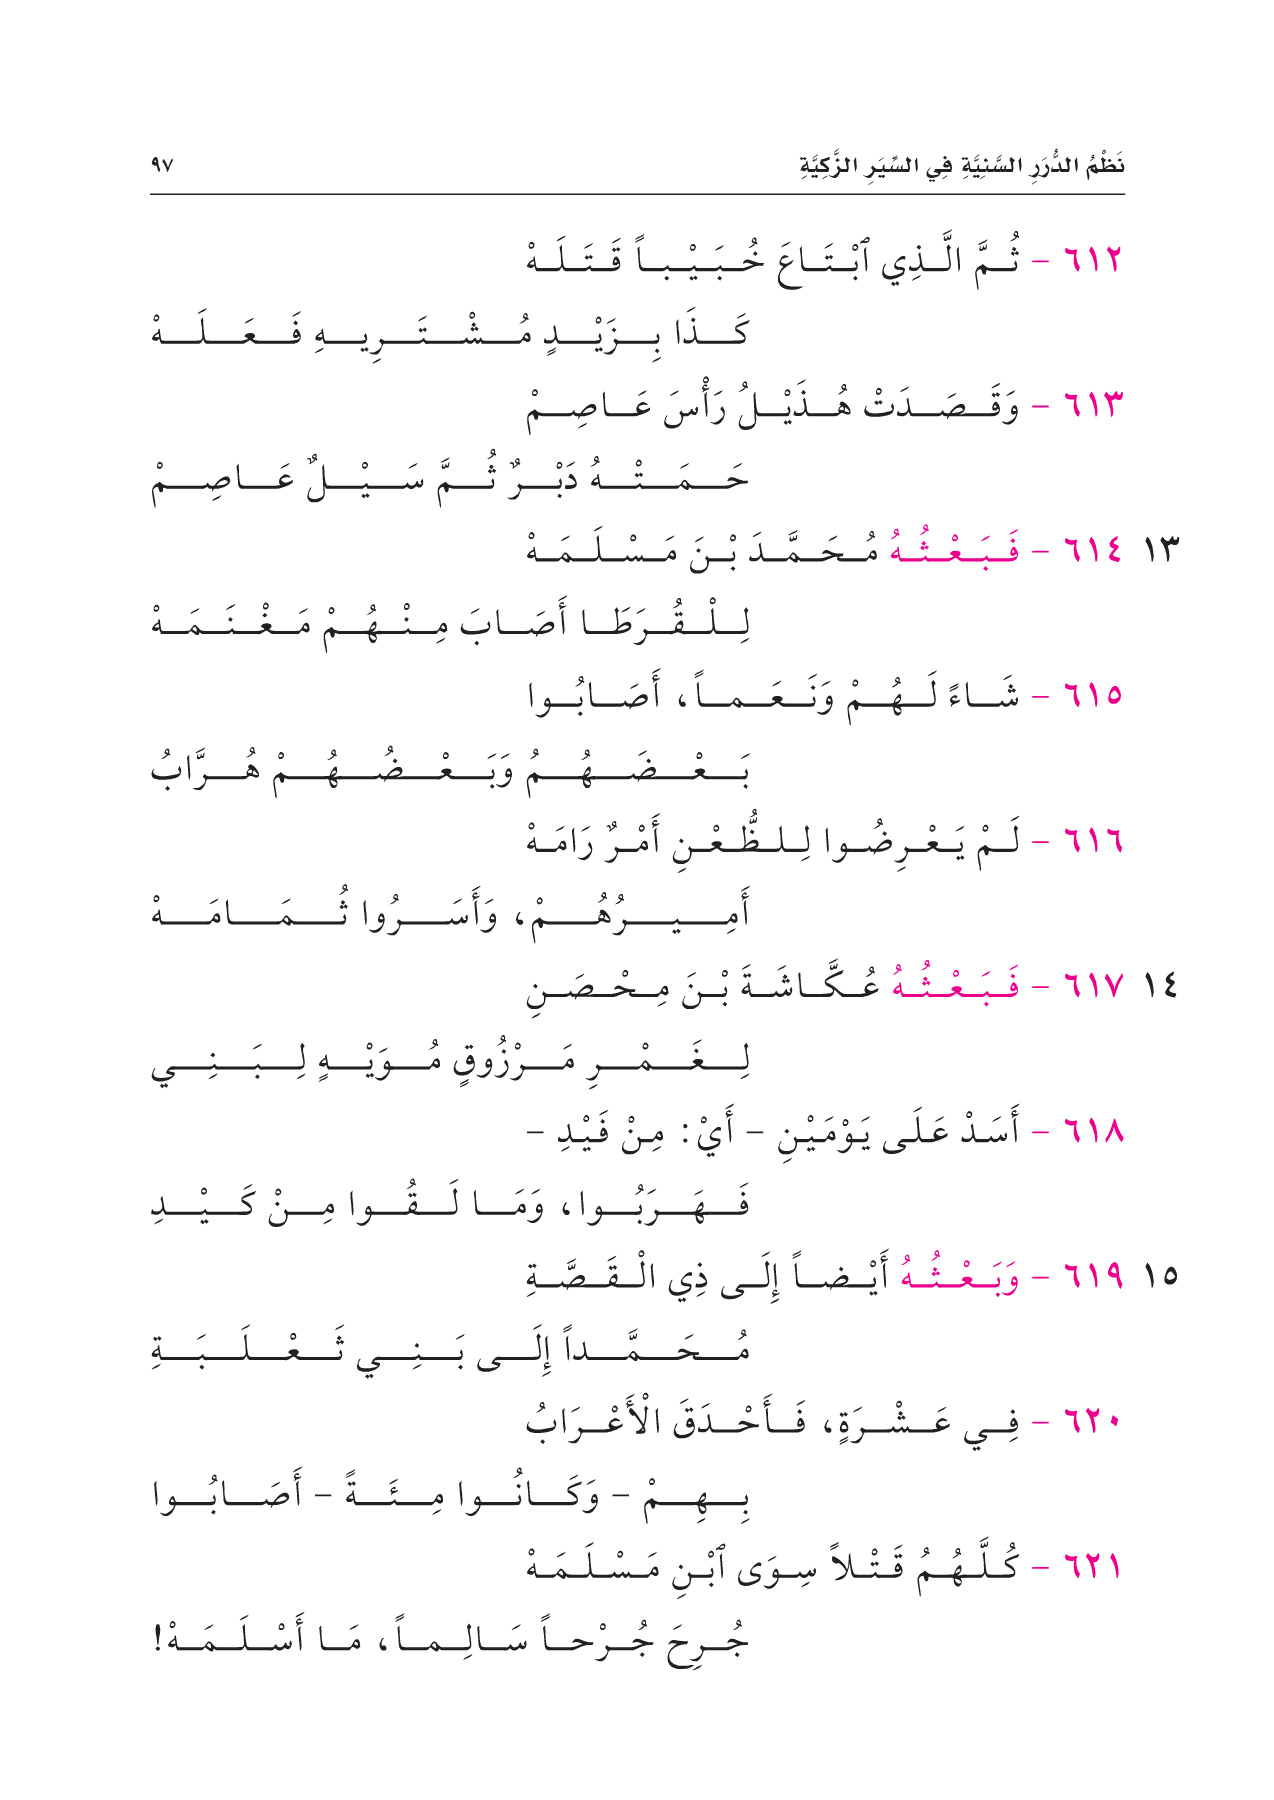 نَظْمُ الدُّرَرِ السَّنِيَّةِ فِي السِّيَرِ الزَّكِيَّةِ ٩٧
٦١٢ - ثُمَّ الَّذِي ٱبْتَاعَ خُبَيْباً قَتَلَهْ
كَذَا بِزَيْدٍ مُشْتَرِيهِ فَعَلَهْ
٦١٣ - وَقَصَدَتْ هُذَيْلُ رَأْسَ عَاصِمْ
حَمَتْهُ دَبْرٌ ثُمَّ سَيْلٌ عَاصِمْ
١٣ ٦١٤ - فَبَعْثُهُ مُحَمَّدَ بْنَ مَسْلَمَهْ
لِلْقُرَطَا أَصَابَ مِنْهُمْ مَغْنَمَهْ
٦١٥ - شَاءً لَهُمْ وَنَعَماً، أَصَابُوا
بَعْضَهُمُ وَبَعْضُهُمْ هُرَّابُ
٦١٦ - لَمْ يَعْرِضُوا لِلظُّعْنِ أَمْرٌ رَامَهْ
أَمِيرُهُمْ، وَأَسَرُوا ثُمَامَهْ
١٤ ٦١٧ - فَبَعْثُهُ عُكَّاشَةَ بْنَ مِحْصَنِ
لِغَمْرِ مَرْزُوقٍ مُوَيْهٍ لِبَنِي
٦١٨ - أَسَدْ عَلَى يَوْمَيْنِ - أَيْ: مِنْ فَيْدِ -
فَهَرَبُوا، وَمَا لَقُوا مِنْ كَيْدِ
١٥ ٦١٩ - وَبَعْثُهُ أَيْضاً إِلَى ذِي الْقَصَّةِ
مُحَمَّداً إِلَى بَنِي ثَعْلَبَةِ
٦٢٠ - فِي عَشْرَةٍ، فَأَحْدَقَ الْأَعْرَابُ
بِهِمْ - وَكَانُوا مِئَةً - أَصَابُوا
٦٢١ - كُلَّهُمُ قَتْلاً سِوَى ٱبْنِ مَسْلَمَهْ
جُرِحَ جُرْحاً سَالِماً، مَا أَسْلَمَهْ!